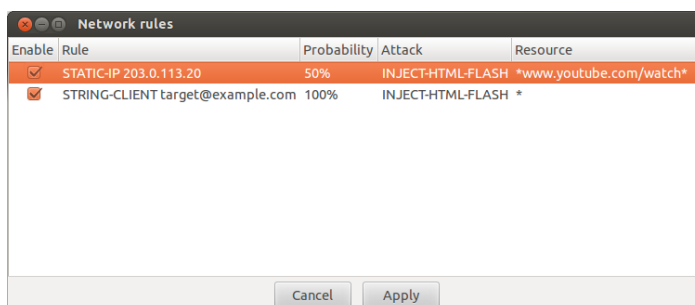 Network rules
Enable Rule Probability Attack Resource
STATIC-IP 203.0.113.20 50% INJECT-HTML-FLASH *www.youtube.com/watch*
STRING-CLIENT target@example.com 100% INJECT-HTML-FLASH *
Cancel Apply